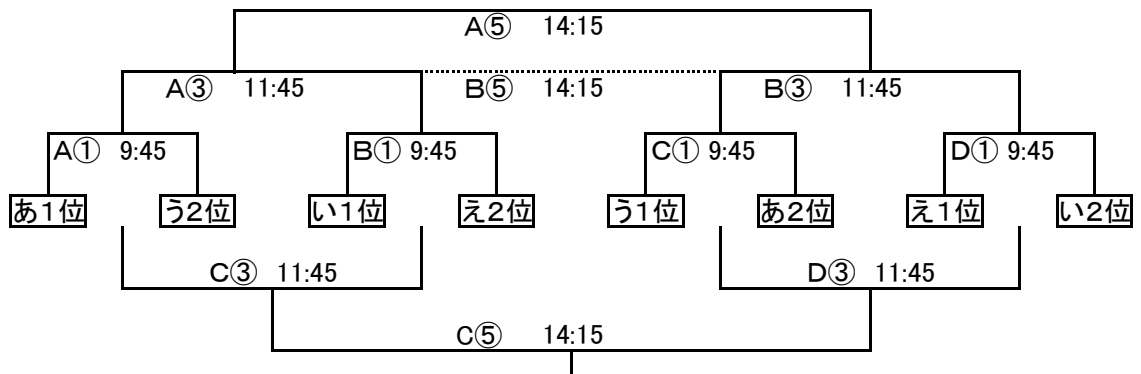 A⑤ 14:15
A③ 11:45 B⑤ 14:15 B③ 11:45
A① 9:45 B① 9:45 C① 9:45 D① 9:45
あ1位 う2位 い1位 え2位 う1位 あ2位 え1位 い2位
C③ 11:45 D③ 11:45
C⑤ 14:15